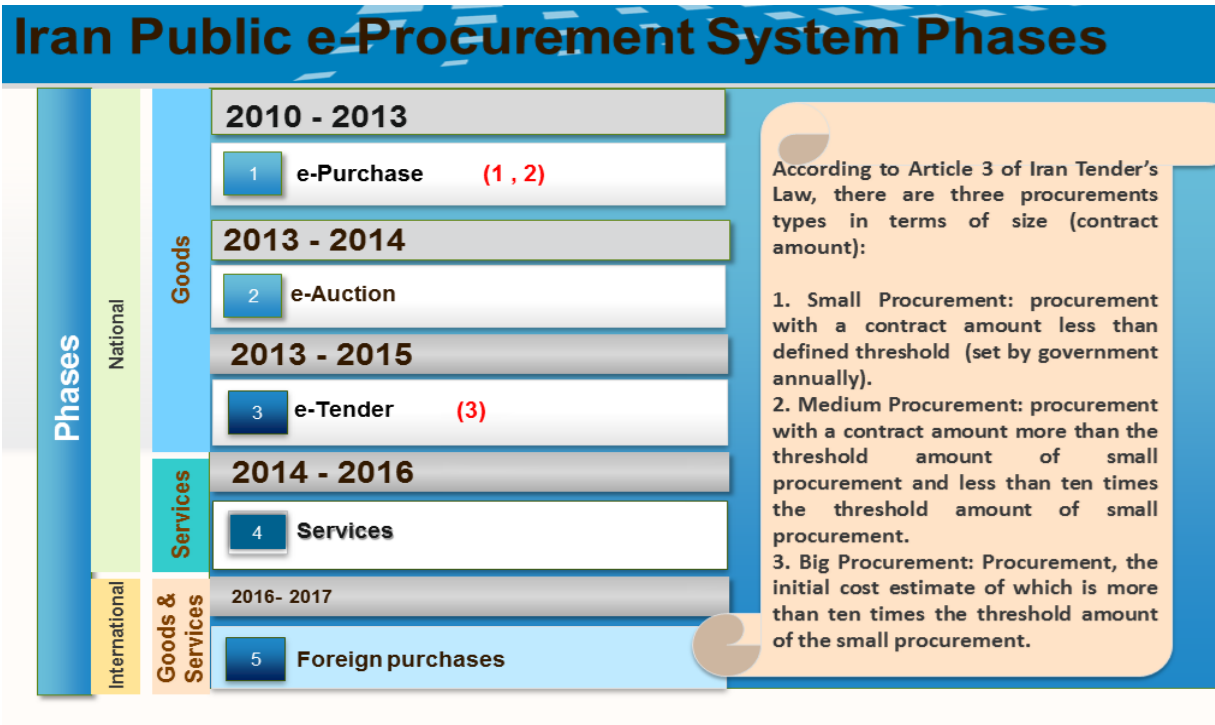 Iran Public e-Procurement System Phases
Phases
National
International
Goods
Services
Goods &
Services
2010 - 2013
1 e-Purchase (1 , 2)
2013 - 2014
2 e-Auction
2013 - 2015
3 e-Tender (3)
2014 - 2016
4 Services
2016- 2017
5 Foreign purchases
According to Article 3 of Iran Tender’s
Law, there are three procurements
types in terms of size (contract
amount):
1. Small Procurement: procurement
with a contract amount less than
defined threshold (set by government
annually).
2. Medium Procurement: procurement
with a contract amount more than the
threshold amount of small
procurement and less than ten times
the threshold amount of small
procurement.
3. Big Procurement: Procurement, the
initial cost estimate of which is more
than ten times the threshold amount
of the small procurement.